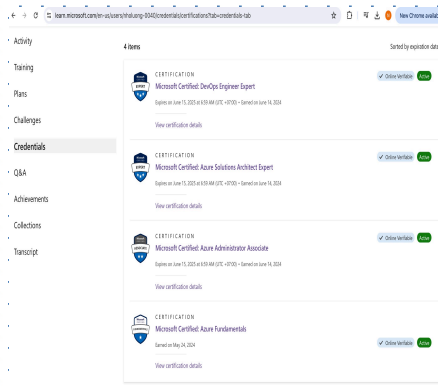 learn.microsoft.com/en-us/users/nhatuong-0040/credentials/certifications?tab=credentials-tab
New Chrome availab
Activity
Training
Plans
Challenges
Credentials
Q&A
Achievements
Collections
Transcript
4 items
Sorted by expiration date
CERTIFICATION
Microsoft Certified: DevOps Engineer Expert
Expires on June 15, 2025 at 6:59 AM (UTC +07:00) • Earned on June 14, 2024
View certification details
Online Verifiable Active
CERTIFICATION
Microsoft Certified: Azure Solutions Architect Expert
Expires on June 15, 2025 at 6:59 AM (UTC +07:00) • Earned on June 14, 2024
View certification details
Online Verifiable Active
CERTIFICATION
Microsoft Certified: Azure Administrator Associate
Expires on June 15, 2025 at 6:59 AM (UTC +07:00) • Earned on June 14, 2024
View certification details
Online Verifiable Active
CERTIFICATION
Microsoft Certified: Azure Fundamentals
Earned on May 24, 2024
View certification details
Online Verifiable Active